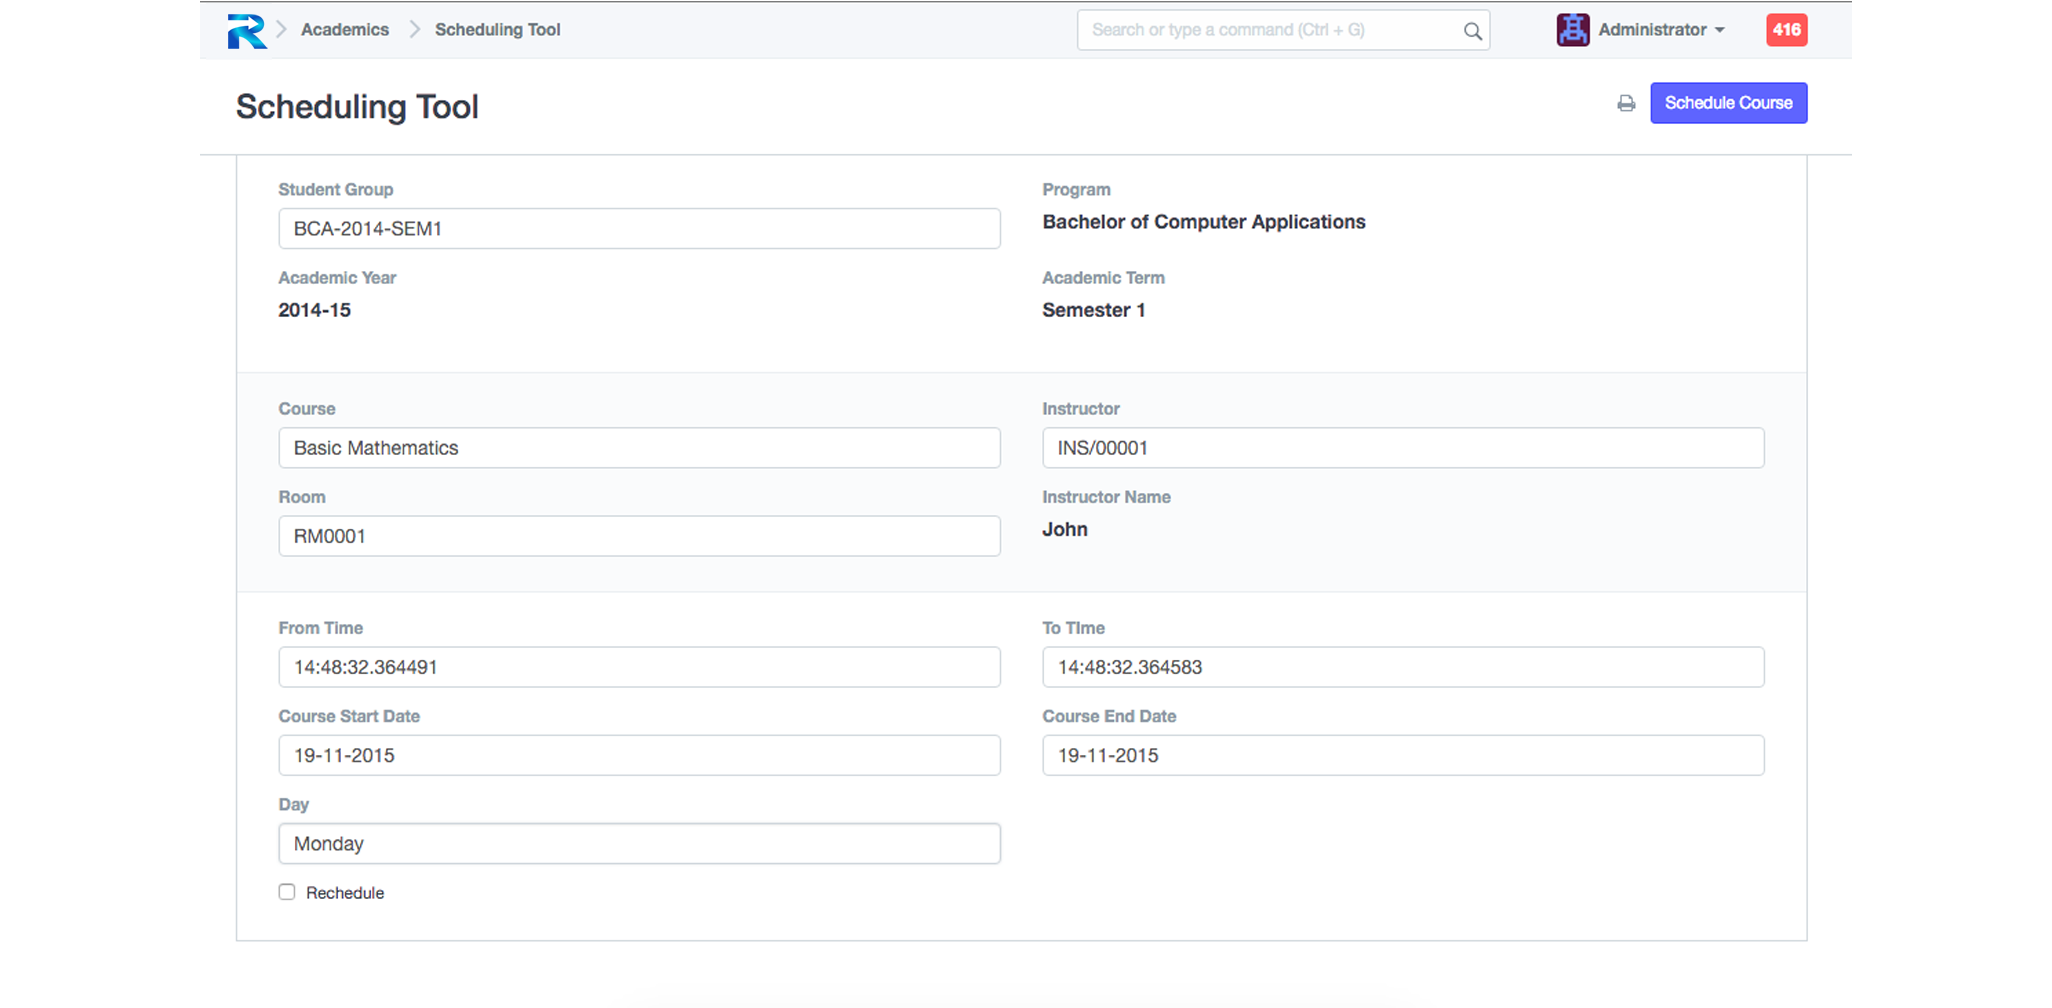 Academics Scheduling Tool Search or type a command (Ctrl + G) Administrator 416
Scheduling Tool Schedule Course
Student Group Program
BCA-2014-SEM1 Bachelor of Computer Applications
Academic Year Academic Term
2014-15 Semester 1
Course Instructor
Basic Mathematics INS/00001
Room Instructor Name
RM0001 John
From Time To TIme
14:48:32.364491 14:48:32.364583
Course Start Date Course End Date
19-11-2015 19-11-2015
Day
Monday
Rechedule